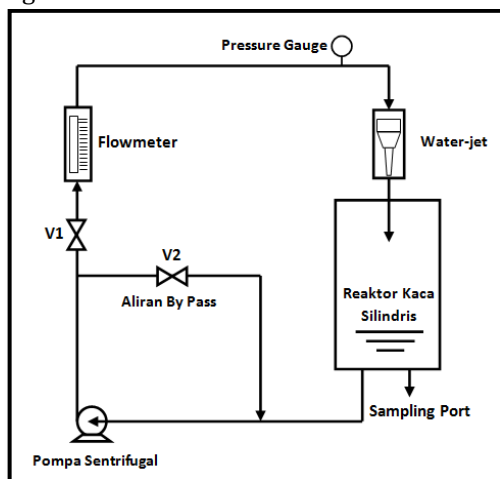 Pressure Gauge
Flowmeter
Water-jet
V1
V2
Aliran By Pass
Reaktor Kaca
Silindris
Sampling Port
Pompa Sentrifugal